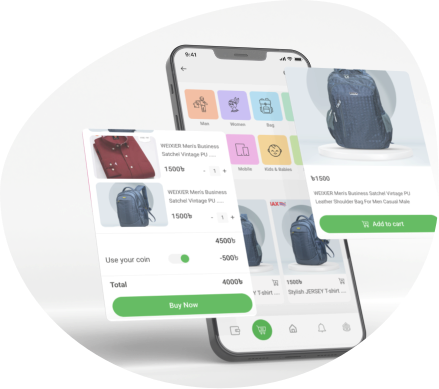 9:41
Men
Women
Bag
Mobile
Kids & Babies
WEIXIER Men's Business
Satchel Vintage PU .....
1500৳
- 1 +
WEIXIER Men's Business
Satchel Vintage PU .....
1500৳
- 1 +
4500৳
Use your coin
-500৳
Total
4000৳
Buy Now
৳1500
WEIXIER Men's Business Satchel Vintage PU
Leather Shoulder Bag For Men Casual Male
Add to cart
Y T-shirt ...
1500৳
Stylish JERSEY T-shirt ....